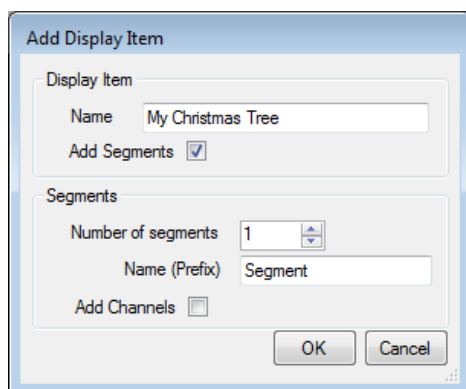 Add Display Item
Display Item
Name My Christmas Tree
Add Segments
Segments
Number of segments 1
Name (Prefix) Segment
Add Channels
OK Cancel